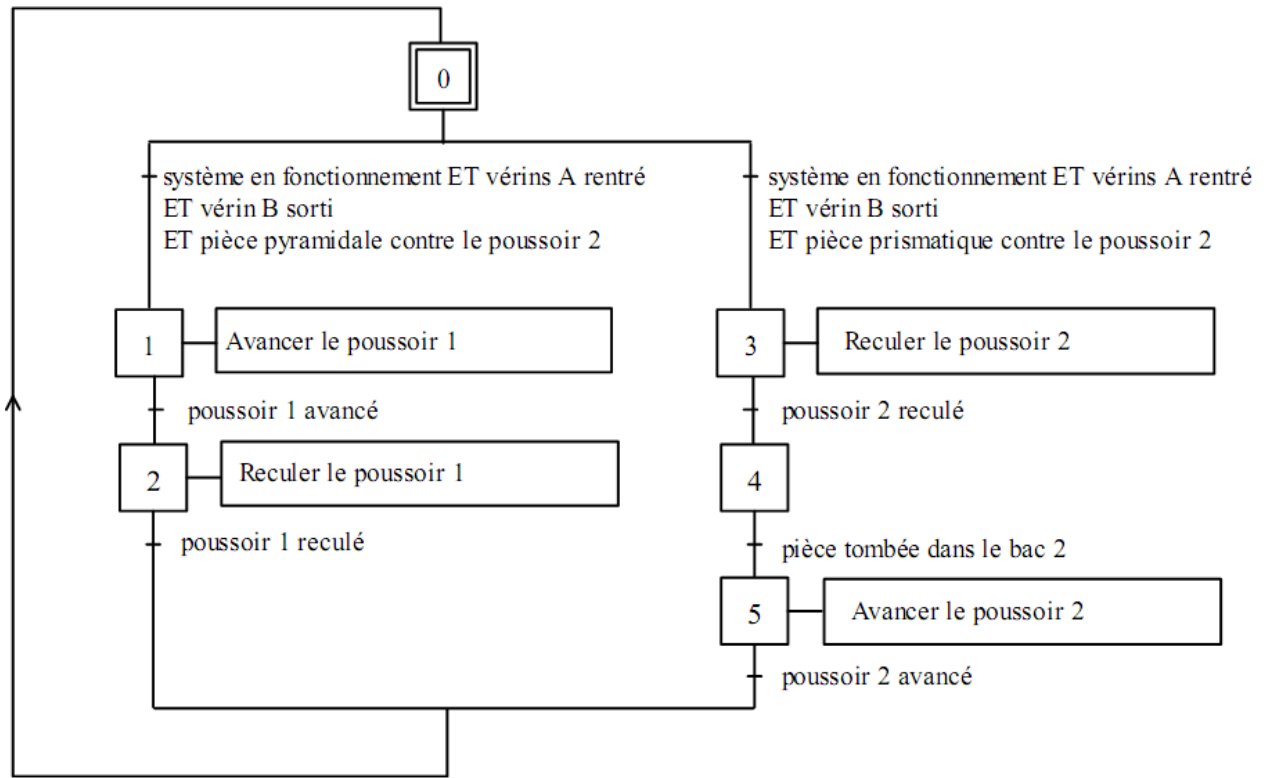 0
système en fonctionnement ET vérins A rentré
ET vérin B sorti
ET pièce pyramidale contre le poussoir 2
système en fonctionnement ET vérins A rentré
ET vérin B sorti
ET pièce prismatique contre le poussoir 2
1
Avancer le poussoir 1
poussoir 1 avancé
2
Reculer le poussoir 1
poussoir 1 reculé
3
Reculer le poussoir 2
poussoir 2 reculé
4
pièce tombée dans le bac 2
5
Avancer le poussoir 2
poussoir 2 avancé